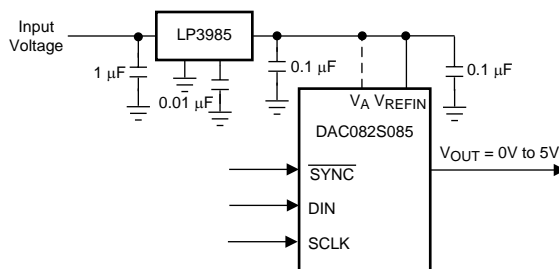 Input
Voltage
LP3985
1 µF
0.01 µF
0.1 µF
0.1 µF
VA VREFIN
DAC082S085
SYNC
DIN
SCLK
VOUT = 0V to 5V